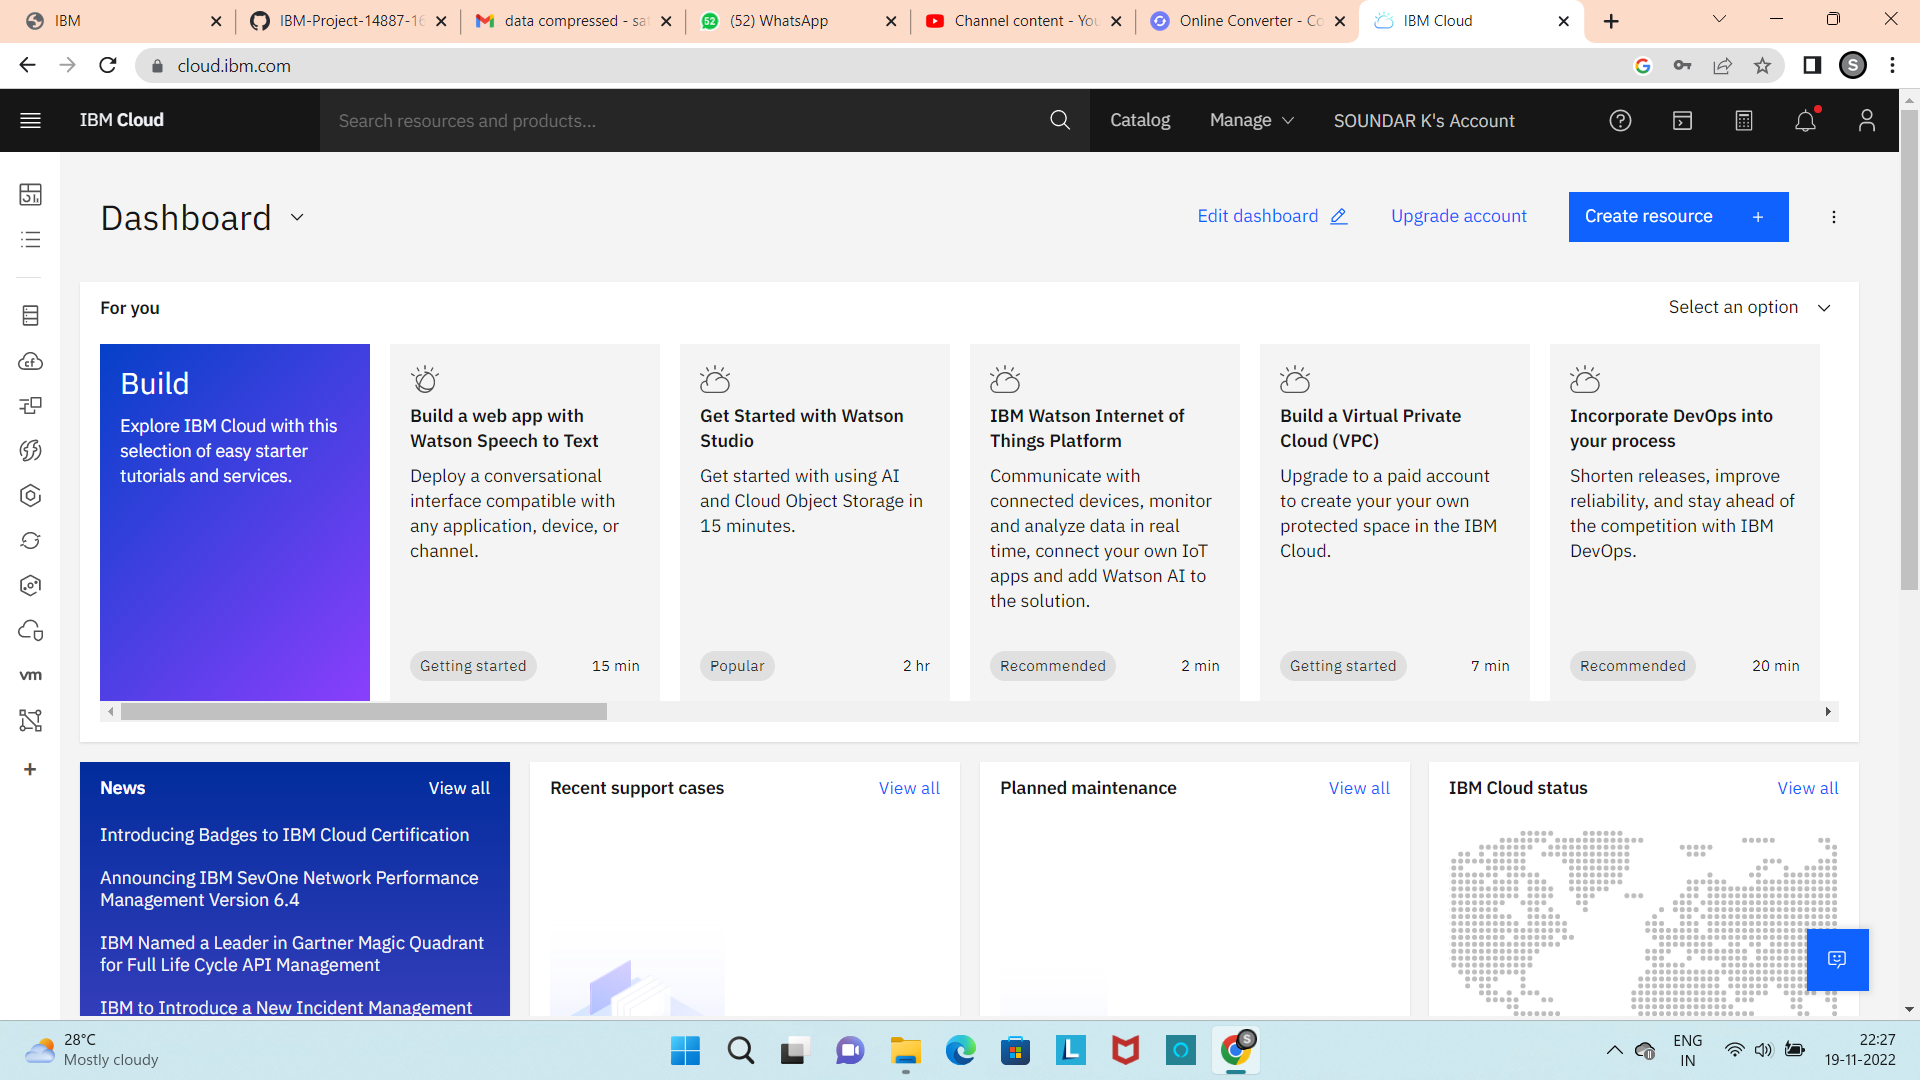 IBM
IBM-Project-14887-16
data compressed - sa
(52) WhatsApp
Channel content - You
Online Converter - Co
IBM Cloud
cloud.ibm.com
S
IBM Cloud
Search resources and products...
Catalog
Manage
SOUNDAR K's Account
Dashboard
Edit dashboard
Upgrade account
Create resource +
For you
Select an option
Build
Explore IBM Cloud with this
selection of easy starter
tutorials and services.
Build a web app with
Watson Speech to Text
Deploy a conversational
interface compatible with
any application, device, or
channel.
Getting started
15 min
Get Started with Watson
Studio
Get started with using AI
and Cloud Object Storage in
15 minutes.
Popular
2 hr
IBM Watson Internet of
Things Platform
Communicate with
connected devices, monitor
and analyze data in real
time, connect your own IoT
apps and add Watson AI to
the solution.
Recommended
2 min
Build a Virtual Private
Cloud (VPC)
Upgrade to a paid account
to create your your own
protected space in the IBM
Cloud.
Getting started
7 min
Incorporate DevOps into
your process
Shorten releases, improve
reliability, and stay ahead of
the competition with IBM
DevOps.
Recommended
20 min
cf
vm
News
View all
Introducing Badges to IBM Cloud Certification
Announcing IBM SevOne Network Performance
Management Version 6.4
IBM Named a Leader in Gartner Magic Quadrant
for Full Life Cycle API Management
IBM to Introduce a New Incident Management
Recent support cases
View all
Planned maintenance
View all
IBM Cloud status
View all
28°C
Mostly cloudy
L
S
ENG
IN
22:27
19-11-2022